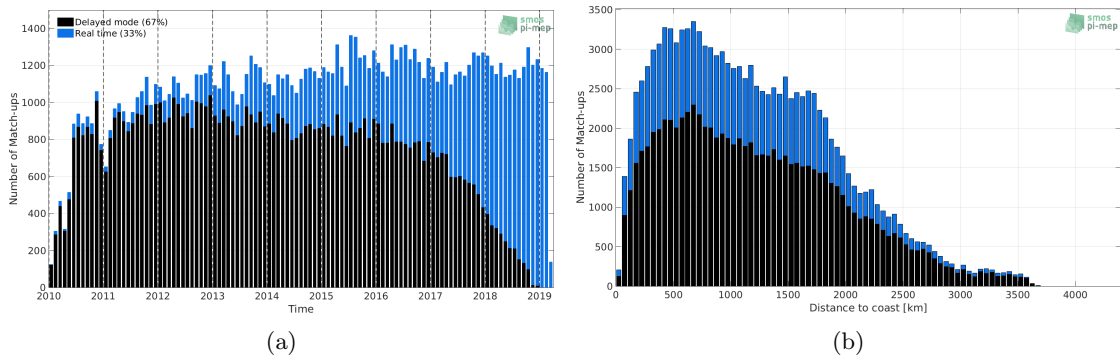 1400
1200
1000
800
600
400
200
0
Number of Match-ups
Delayed mode (67%)
Real time (33%)
smos
pi-mep
2010 2011 2012 2013 2014 2015 2016 2017 2018 2019
Time
(a)
3500
3000
2500
2000
1500
1000
500
0
Number of Match-ups
smos
pi-mep
0 500 1000 1500 2000 2500 3000 3500 4000
Distance to coast [km]
(b)